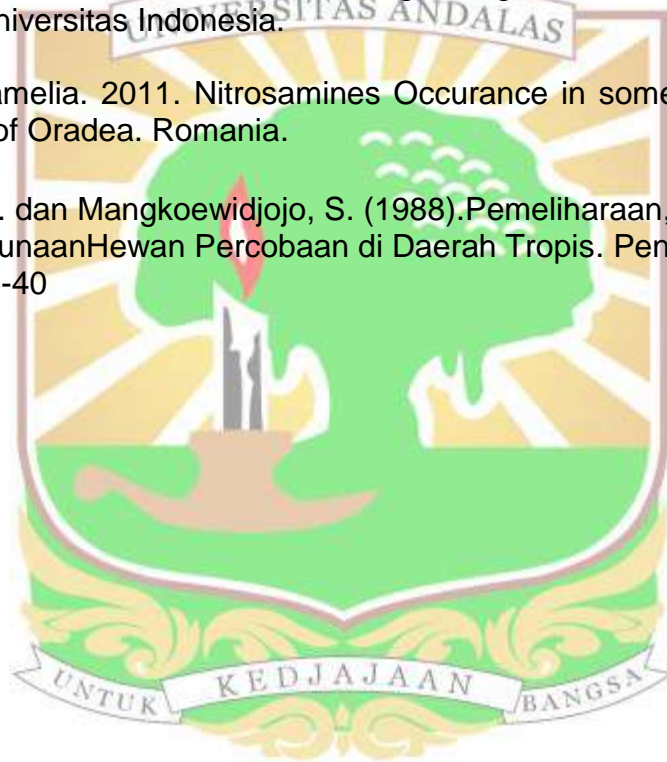 niversitas Indonesia.
UNIVERSITAS ANDALAS
amelia. 2011. Nitrosamines Occurance in some
of Oradea. Romania.
. dan Mangkoewidjojo, S. (1988).Pemeliharaan,
unaanHewan Percobaan di Daerah Tropis. Pen
-40
UNTUK KEDJAJAAN BANGSA